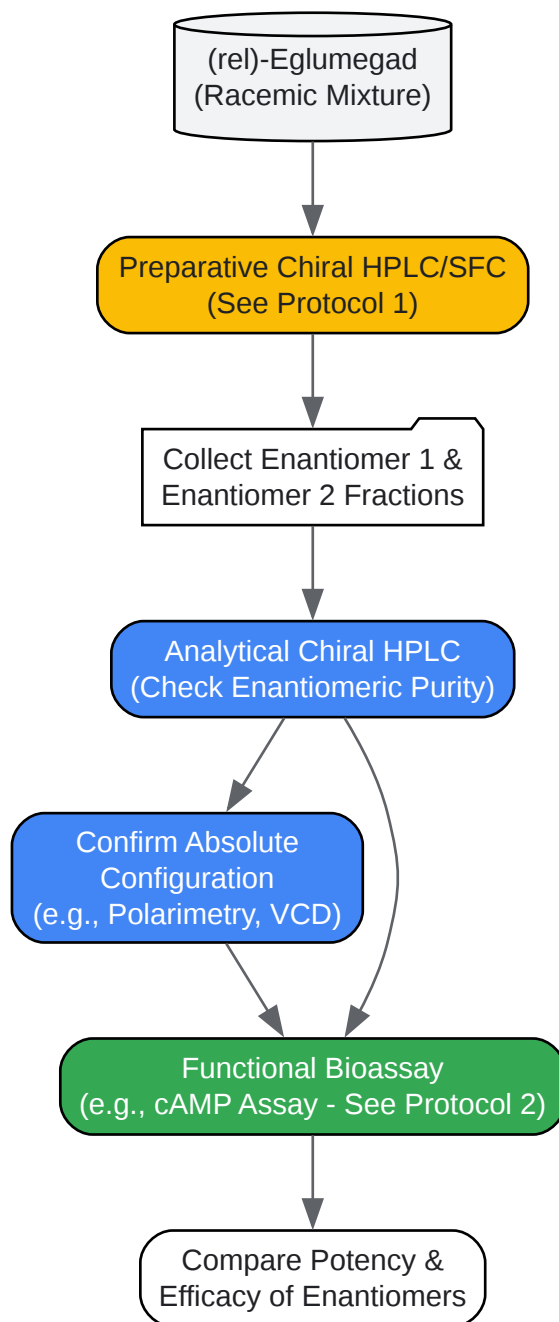 (rel)-Eglumegad
(Racemic Mixture)
Preparative Chiral HPLC/SFC
(See Protocol 1)
Collect Enantiomer 1 &
Enantiomer 2 Fractions
Analytical Chiral HPLC
(Check Enantiomeric Purity)
Confirm Absolute
Configuration
(e.g., Polarimetry, VCD)
Functional Bioassay
(e.g., cAMP Assay - See Protocol 2)
Compare Potency &
Efficacy of Enantiomers